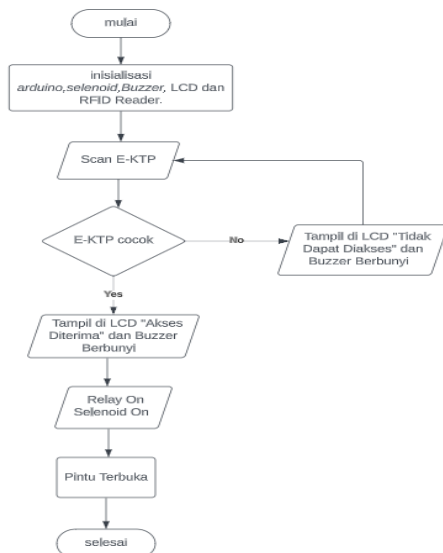 mulai
inisialisasi
arduino,selenoid,Buzzer, LCD dan
RFID Reader.
Scan E-KTP
E-KTP cocok
No
Tampil di LCD "Tidak
Dapat Diakses" dan
Buzzer Berbunyi
Yes
Tampil di LCD "Akses
Diterima" dan Buzzer
Berbunyi
Relay On
Selenoid On
Pintu Terbuka
selesai